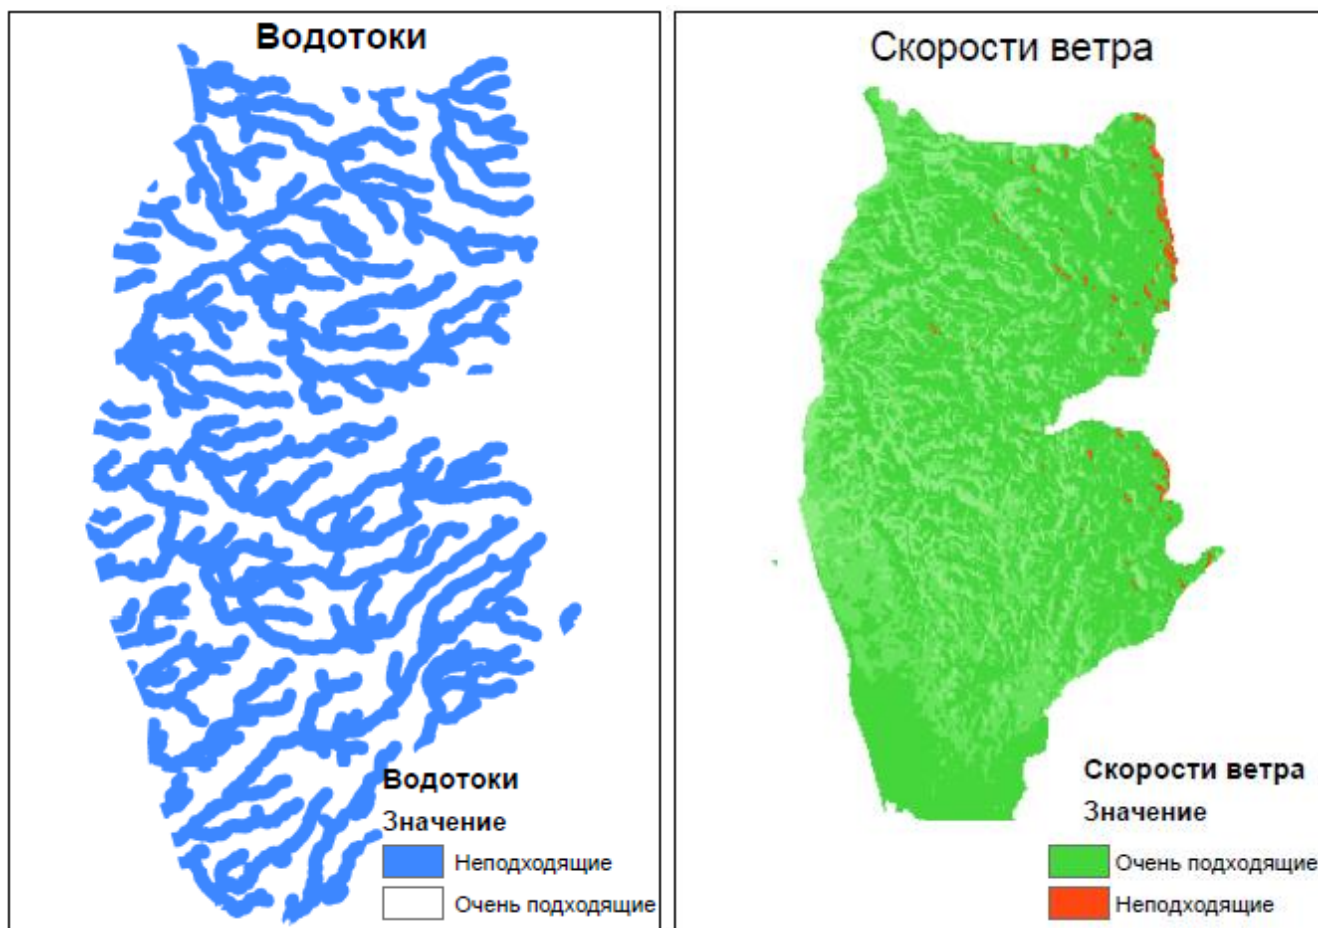 Водотоки
Водотоки
Значение
Неподходящие
Очень подходящие
Скорости ветра
Скорости ветра
Значение
Очень подходящие
Неподходящие